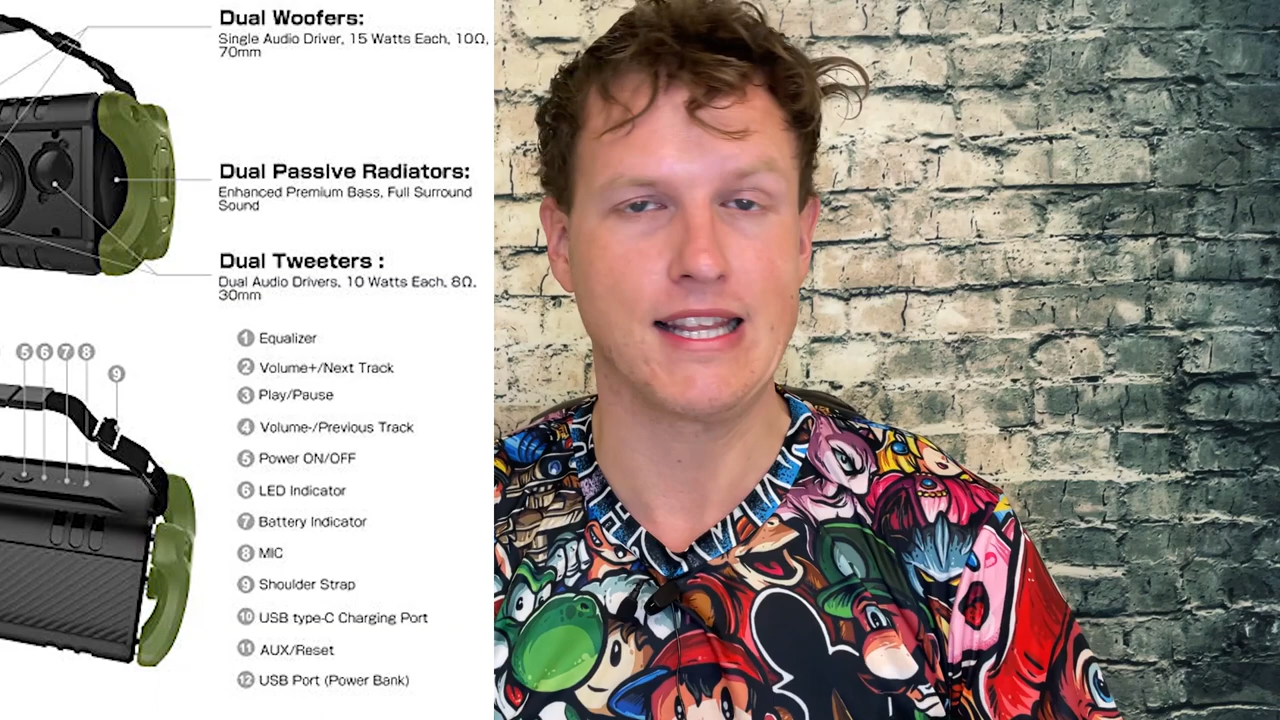 Dual Woofers:
Single Audio Driver, 15 Watts Each, 10Ω,
70mm
Dual Passive Radiators:
Enhanced Premium Bass, Full Surround
Sound
Dual Tweeters :
Dual Audio Drivers, 10 Watts Each, 8Ω,
30mm
5 6 7 8
9
1 Equalizer
2 Volume+/Next Track
3 Play/Pause
4 Volume-/Previous Track
5 Power ON/OFF
6 LED Indicator
7 Battery Indicator
8 MIC
9 Shoulder Strap
10 USB type-C Charging Port
11 AUX/Reset
12 USB Port (Power Bank)